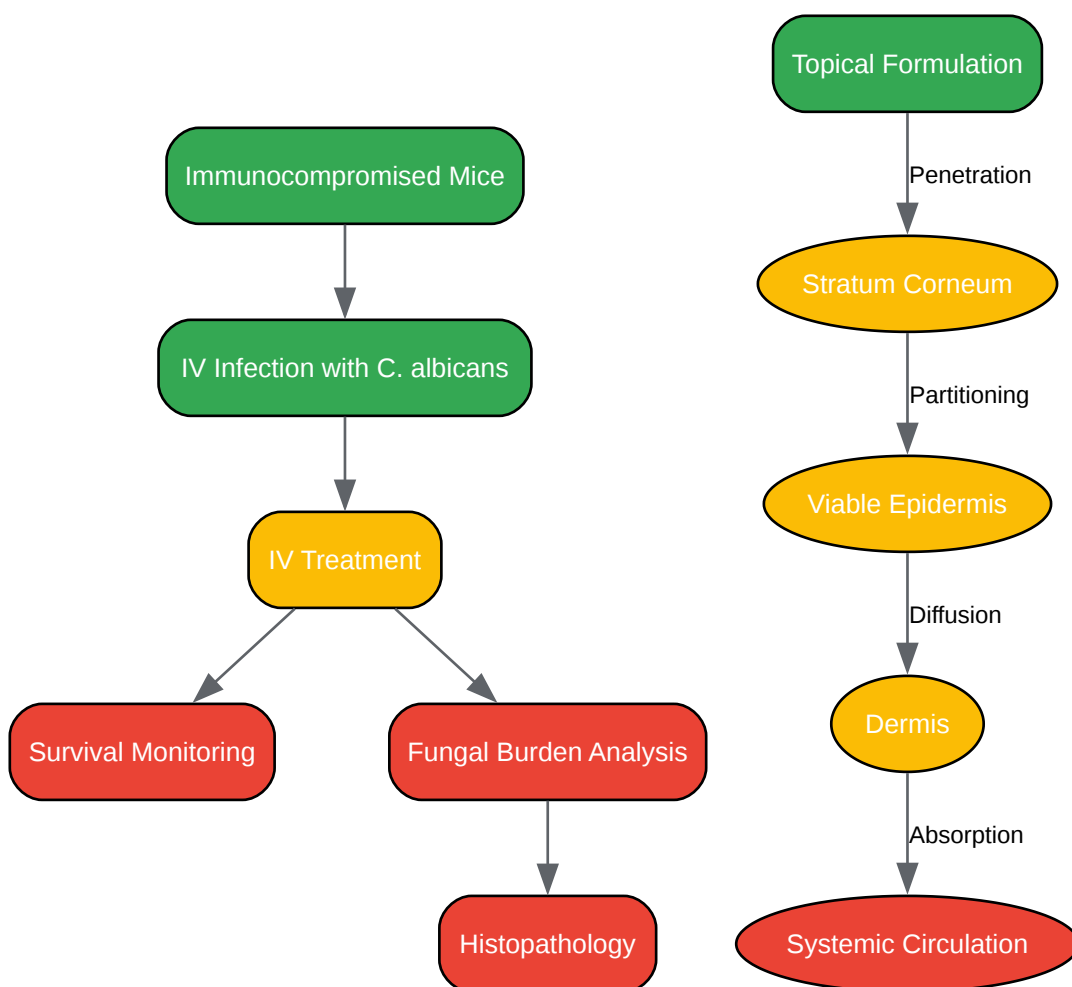 Immunocompromised Mice
IV Infection with C. albicans
IV Treatment
Survival Monitoring
Fungal Burden Analysis
Histopathology
Topical Formulation
Penetration
Stratum Corneum
Partitioning
Viable Epidermis
Diffusion
Dermis
Absorption
Systemic Circulation